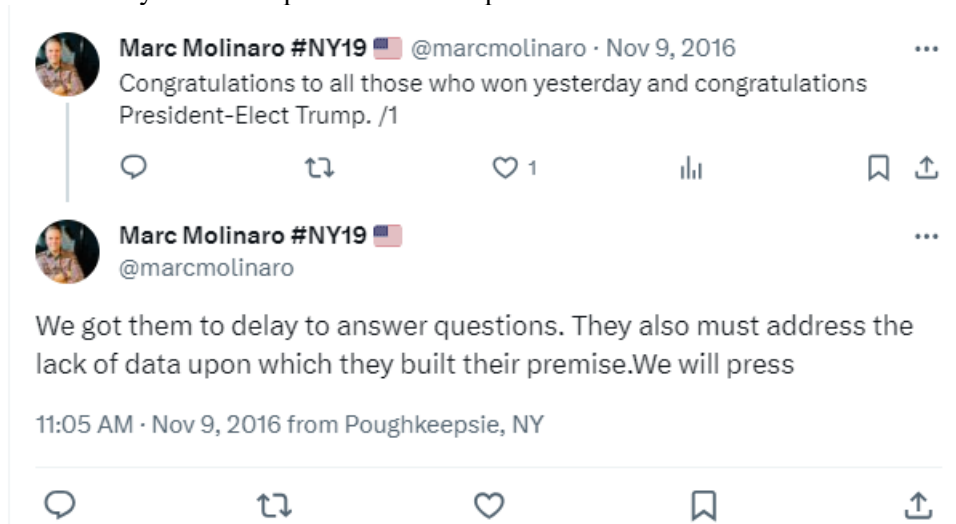 Marc Molinaro #NY19 🇺🇸 @marcmolinaro · Nov 9, 2016
Congratulations to all those who won yesterday and congratulations
President-Elect Trump. /1
1
Marc Molinaro #NY19 🇺🇸
@marcmolinaro
We got them to delay to answer questions. They also must address the
lack of data upon which they built their premise.We will press
11:05 AM · Nov 9, 2016 from Poughkeepsie, NY